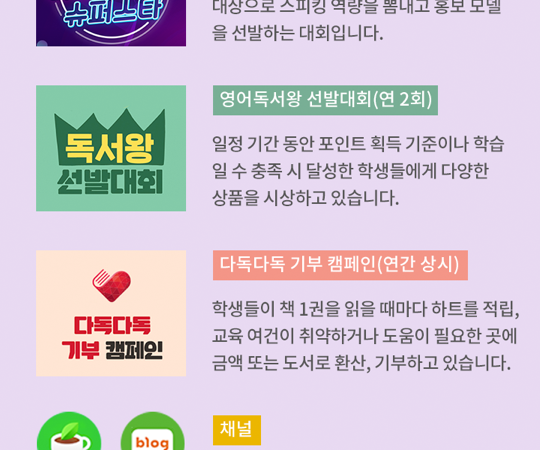 슈퍼스타
대상으로 스피킹 역량을 뽐내고 홍보 모델
을 선발하는 대회입니다.
독서왕
선발대회
영어독서왕 선발대회(연 2회)
일정 기간 동안 포인트 획득 기준이나 학습
일 수 충족 시 달성한 학생들에게 다양한
상품을 시상하고 있습니다.
다독다독
기부 캠페인
다독다독 기부 캠페인(연간 상시)
학생들이 책 1권을 읽을 때마다 하트를 적립,
교육 여건이 취약하거나 도움이 필요한 곳에
금액 또는 도서로 환산, 기부하고 있습니다.
blog
채널